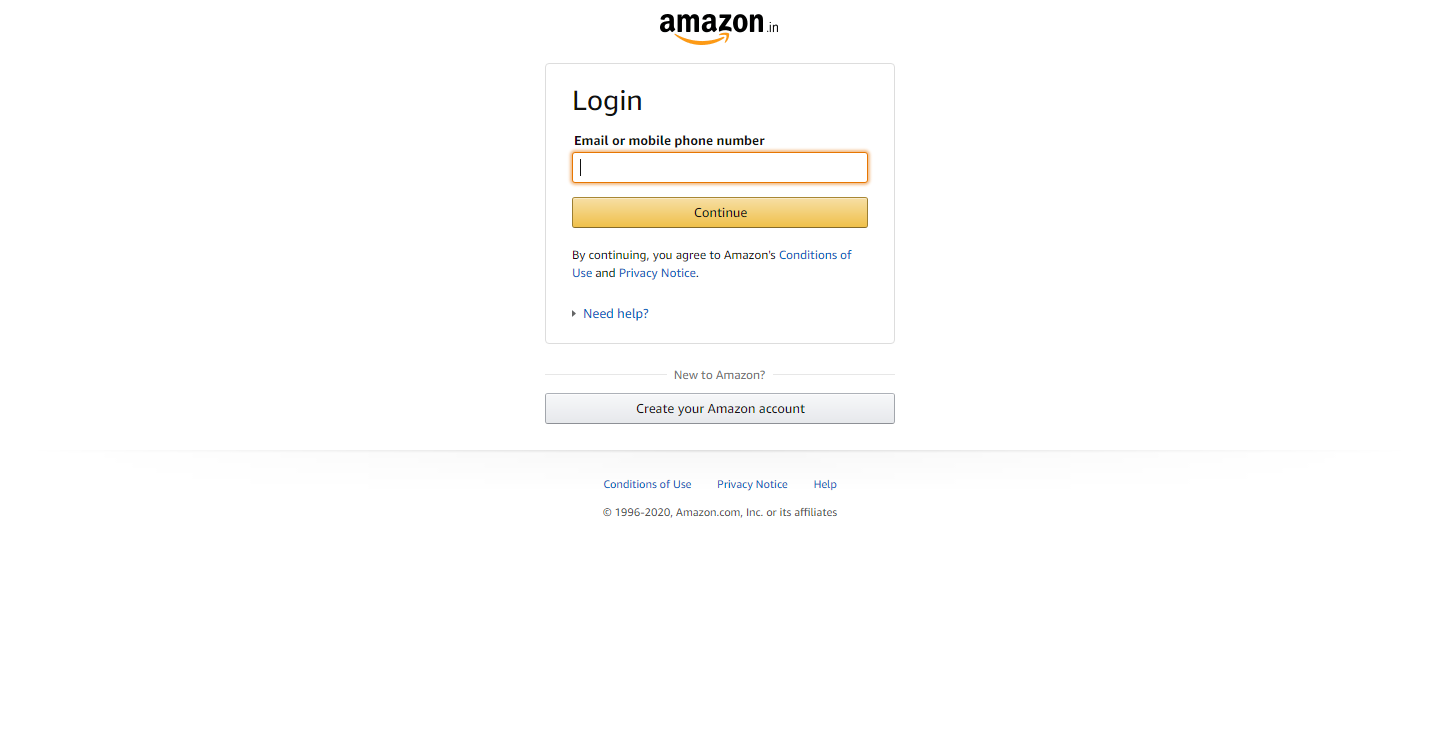 amazon.in
Login
Email or mobile phone number
Continue
By continuing, you agree to Amazon's Conditions of
Use and Privacy Notice.
Need help?
New to Amazon?
Create your Amazon account
Conditions of Use Privacy Notice Help
© 1996-2020, Amazon.com, Inc. or its affiliates